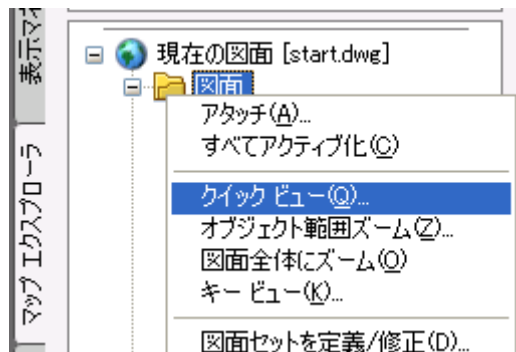 表示マネ
マップ エクスプローラ
現在の図面 [start.dwg]
図面
アタッチ(A)...
すべてアクティブ化(C)
クイック ビュー(Q)...
オブジェクト範囲ズーム(Z)...
図面全体にズーム(O)
キー ビュー(K)...
図面セットを定義/修正(D)...